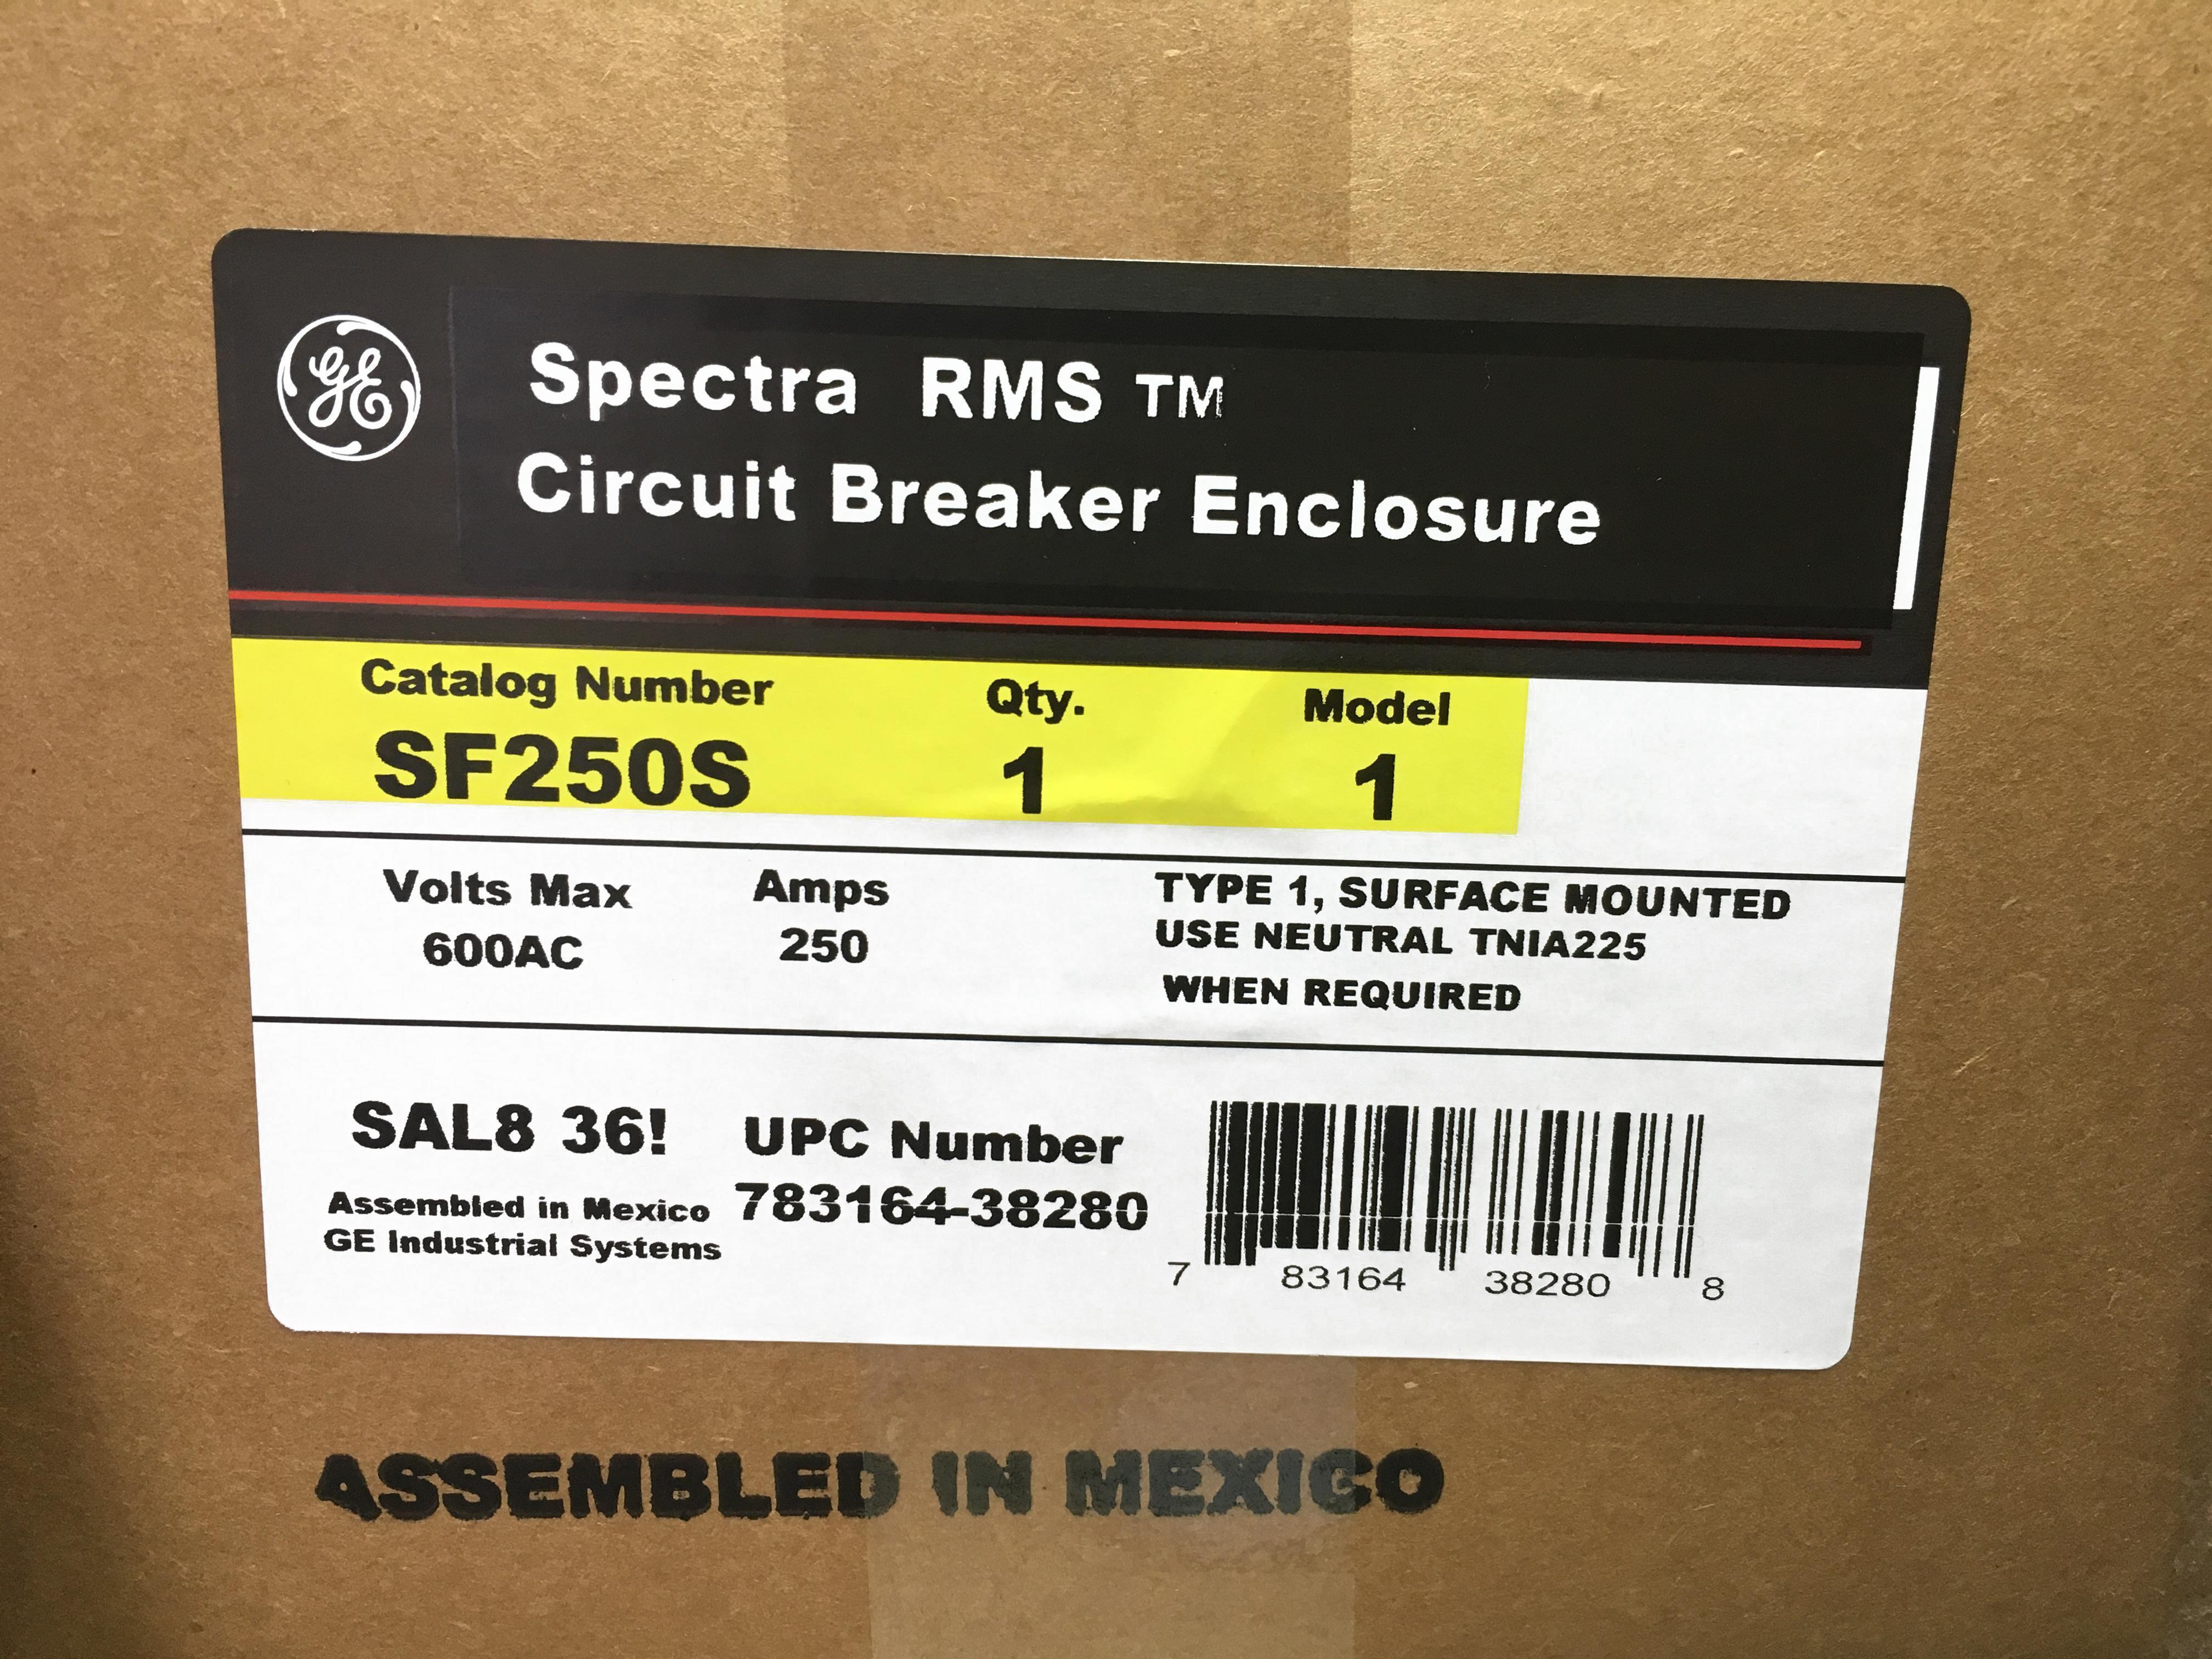 GE
Spectra RMS TM
Circuit Breaker Enclosure
Catalog Number Qty. Model
SF250S 1 1
Volts Max Amps
600AC 250
TYPE 1, SURFACE MOUNTED
USE NEUTRAL TNIA225
WHEN REQUIRED
SAL8 36!
Assembled in Mexico
GE Industrial Systems
UPC Number
783164-38280
7 83164 38280 8
ASSEMBLED IN MEXICO